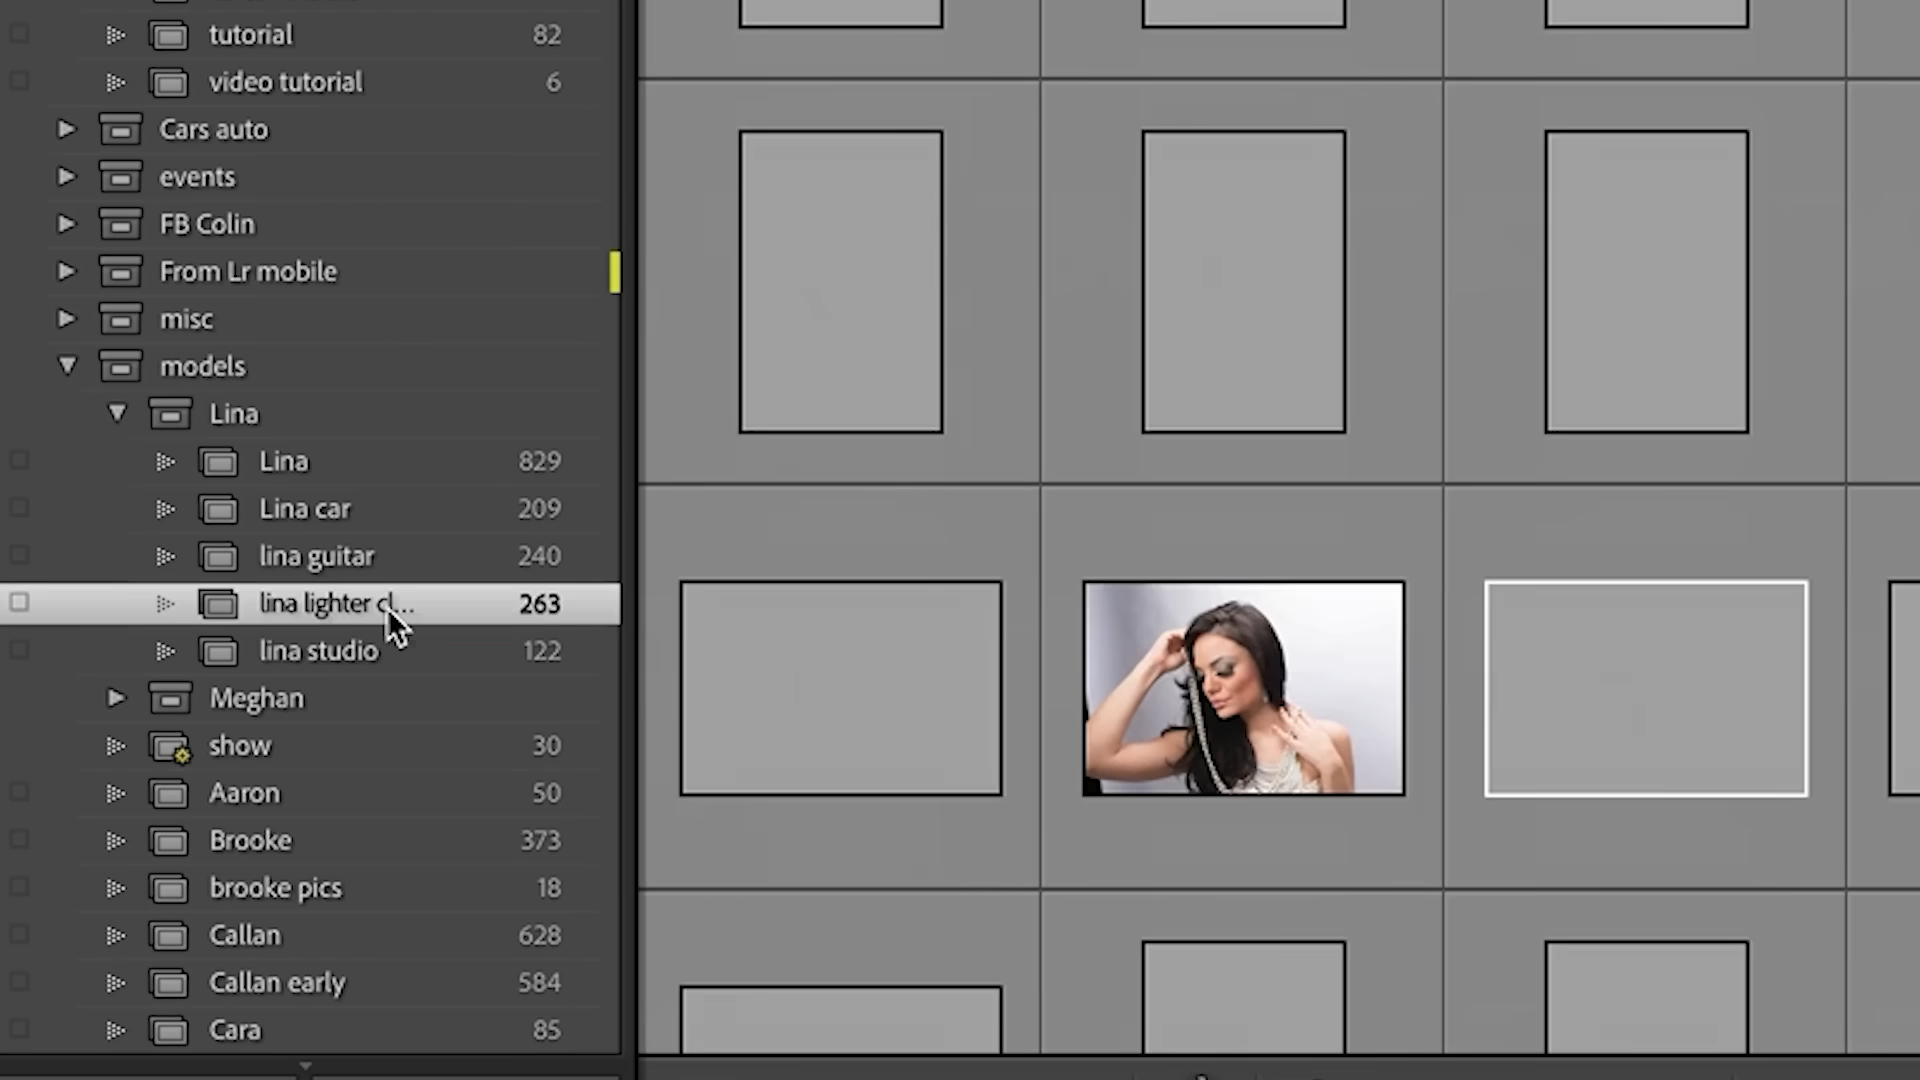 tutorial 82
video tutorial 6
Cars auto
events
FB Colin
From Lr mobile
misc
models
Lina
Lina 829
Lina car 209
lina guitar 240
lina lighter cl... 263
lina studio 122
Meghan
show 30
Aaron 50
Brooke 373
brooke pics 18
Callan 628
Callan early 584
Cara 85